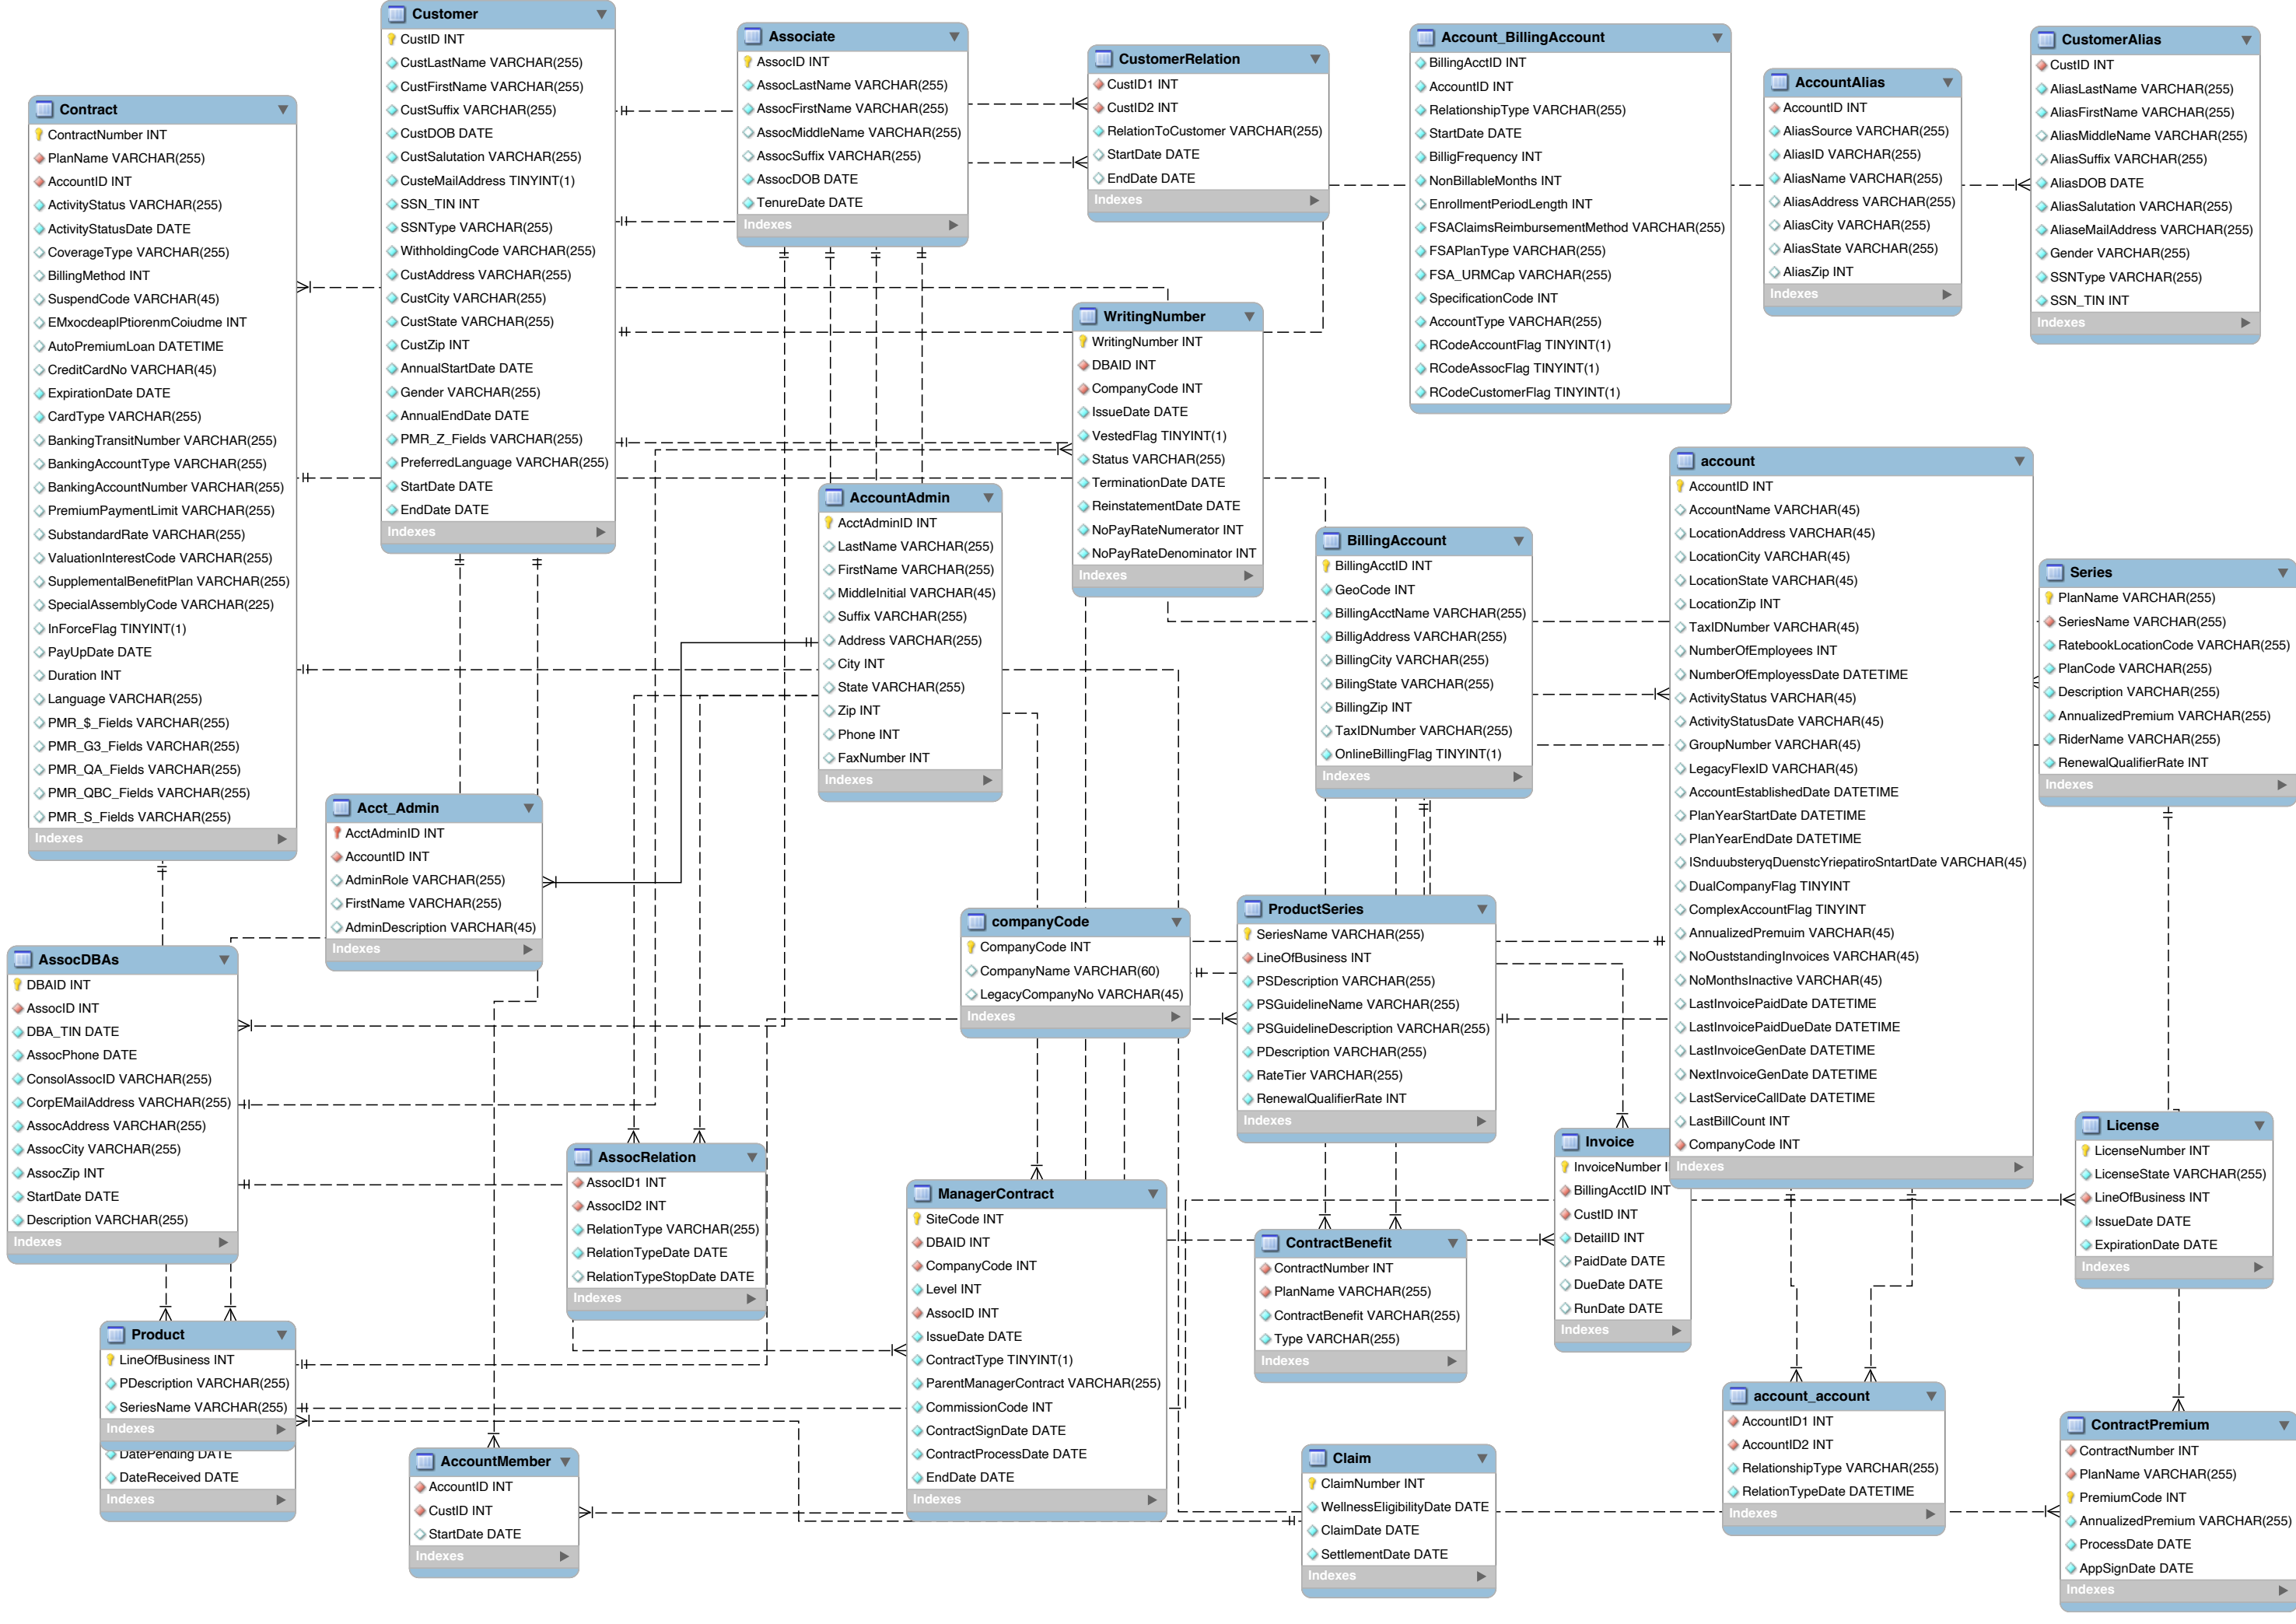 Customer
CustID INT
CustLastName VARCHAR(255)
CustFirstName VARCHAR(255)
CustSuffix VARCHAR(255)
CustDOB DATE
CustSalutation VARCHAR(255)
CusteMailAddress TINYINT(1)
SSN_TIN INT
SSNType VARCHAR(255)
WithholdingCode VARCHAR(255)
CustAddress VARCHAR(255)
CustCity VARCHAR(255)
CustState VARCHAR(255)
CustZip INT
AnnualStartDate DATE
Gender VARCHAR(255)
AnnualEndDate DATE
PMR_Z_Fields VARCHAR(255)
PreferredLanguage VARCHAR(255)
StartDate DATE
EndDate DATE
Indexes
Associate
AssocID INT
AssocLastName VARCHAR(255)
AssocFirstName VARCHAR(255)
AssocMiddleName VARCHAR(255)
AssocSuffix VARCHAR(255)
AssocDOB DATE
TenureDate DATE
Indexes
CustomerRelation
CustID1 INT
CustID2 INT
RelationToCustomer VARCHAR(255)
StartDate DATE
EndDate DATE
Indexes
Account_BillingAccount
BillingAcctID INT
AccountID INT
RelationshipType VARCHAR(255)
StartDate DATE
BilligFrequency INT
NonBillableMonths INT
EnrollmentPeriodLength INT
FSAClaimsReimbursementMethod VARCHAR(255)
FSAPlanType VARCHAR(255)
FSA_URMCap VARCHAR(255)
SpecificationCode INT
AccountType VARCHAR(255)
RCodeAccountFlag TINYINT(1)
RCodeAssocFlag TINYINT(1)
RCodeCustomerFlag TINYINT(1)
AccountAlias
AccountID INT
AliasSource VARCHAR(255)
AliasID VARCHAR(255)
AliasName VARCHAR(255)
AliasAddress VARCHAR(255)
AliasCity VARCHAR(255)
AliasState VARCHAR(255)
AliasZip INT
Indexes
CustomerAlias
CustID INT
AliasLastName VARCHAR(255)
AliasFirstName VARCHAR(255)
AliasMiddleName VARCHAR(255)
AliasSuffix VARCHAR(255)
AliasDOB DATE
AliasSalutation VARCHAR(255)
AliaseMailAddress VARCHAR(255)
Gender VARCHAR(255)
SSNType VARCHAR(255)
SSN_TIN INT
Indexes
Contract
ContractNumber INT
PlanName VARCHAR(255)
AccountID INT
ActivityStatus VARCHAR(255)
ActivityStatusDate DATE
CoverageType VARCHAR(255)
BillingMethod INT
SuspendCode VARCHAR(45)
EMxocdeaplPtiorenmCoiudme INT
AutoPremiumLoan DATETIME
CreditCardNo VARCHAR(45)
ExpirationDate DATE
CardType VARCHAR(255)
BankingTransitNumber VARCHAR(255)
BankingAccountType VARCHAR(255)
BankingAccountNumber VARCHAR(255)
PremiumPaymentLimit VARCHAR(255)
SubstandardRate VARCHAR(255)
ValuationInterestCode VARCHAR(255)
SupplementalBenefitPlan VARCHAR(255)
SpecialAssemblyCode VARCHAR(225)
InForceFlag TINYINT(1)
PayUpDate DATE
Duration INT
Language VARCHAR(255)
PMR_$_Fields VARCHAR(255)
PMR_G3_Fields VARCHAR(255)
PMR_QA_Fields VARCHAR(255)
PMR_QBC_Fields VARCHAR(255)
PMR_S_Fields VARCHAR(255)
Indexes
WritingNumber
WritingNumber INT
DBAID INT
CompanyCode INT
IssueDate DATE
VestedFlag TINYINT(1)
Status VARCHAR(255)
TerminationDate DATE
ReinstatementDate DATE
NoPayRateNumerator INT
NoPayRateDenominator INT
Indexes
AccountAdmin
AcctAdminID INT
LastName VARCHAR(255)
FirstName VARCHAR(255)
MiddleInitial VARCHAR(45)
Suffix VARCHAR(255)
Address VARCHAR(255)
City INT
State VARCHAR(255)
Zip INT
Phone INT
FaxNumber INT
Indexes
BillingAccount
BillingAcctID INT
GeoCode INT
BillingAcctName VARCHAR(255)
BilligAddress VARCHAR(255)
BillingCity VARCHAR(255)
BilingState VARCHAR(255)
BillingZip INT
TaxIDNumber VARCHAR(255)
OnlineBillingFlag TINYINT(1)
Indexes
account
AccountID INT
AccountName VARCHAR(45)
LocationAddress VARCHAR(45)
LocationCity VARCHAR(45)
LocationState VARCHAR(45)
LocationZip INT
TaxIDNumber VARCHAR(45)
NumberOfEmployees INT
NumberOfEmployessDate DATETIME
ActivityStatus VARCHAR(45)
ActivityStatusDate VARCHAR(45)
GroupNumber VARCHAR(45)
LegacyFlexID VARCHAR(45)
AccountEstablishedDate DATETIME
PlanYearStartDate DATETIME
PlanYearEndDate DATETIME
ISnduubsteryqDuenstcYriepatiroSntartDate VARCHAR(45)
DualCompanyFlag TINYINT
ComplexAccountFlag TINYINT
AnnualizedPremuim VARCHAR(45)
NoOuststandingInvoices VARCHAR(45)
NoMonthsInactive VARCHAR(45)
LastInvoicePaidDate DATETIME
LastInvoicePaidDueDate DATETIME
LastInvoiceGenDate DATETIME
NextInvoiceGenDate DATETIME
LastServiceCallDate DATETIME
LastBillCount INT
CompanyCode INT
Indexes
Series
PlanName VARCHAR(255)
SeriesName VARCHAR(255)
RatebookLocationCode VARCHAR(255)
PlanCode VARCHAR(255)
Description VARCHAR(255)
AnnualizedPremium VARCHAR(255)
RiderName VARCHAR(255)
RenewalQualifierRate INT
Indexes
Acct_Admin
AcctAdminID INT
AccountID INT
AdminRole VARCHAR(255)
FirstName VARCHAR(255)
AdminDescription VARCHAR(45)
Indexes
AssocDBAs
DBAID INT
AssocID INT
DBA_TIN DATE
AssocPhone DATE
ConsolAssocID VARCHAR(255)
CorpEMailAddress VARCHAR(255)
AssocAddress VARCHAR(255)
AssocCity VARCHAR(255)
AssocZip INT
StartDate DATE
Description VARCHAR(255)
Indexes
companyCode
CompanyCode INT
CompanyName VARCHAR(60)
LegacyCompanyNo VARCHAR(45)
Indexes
ProductSeries
SeriesName VARCHAR(255)
LineOfBusiness INT
PSDescription VARCHAR(255)
PSGuidelineName VARCHAR(255)
PSGuidelineDescription VARCHAR(255)
PDescription VARCHAR(255)
RateTier VARCHAR(255)
RenewalQualifierRate INT
Indexes
Invoice
InvoiceNumber I
BillingAcctID INT
CustID INT
DetailID INT
PaidDate DATE
DueDate DATE
RunDate DATE
Indexes
License
LicenseNumber INT
LicenseState VARCHAR(255)
LineOfBusiness INT
IssueDate DATE
ExpirationDate DATE
Indexes
AssocRelation
AssocID1 INT
AssocID2 INT
RelationType VARCHAR(255)
RelationTypeDate DATE
RelationTypeStopDate DATE
Indexes
ManagerContract
SiteCode INT
DBAID INT
CompanyCode INT
Level INT
AssocID INT
IssueDate DATE
ContractType TINYINT(1)
ParentManagerContract VARCHAR(255)
CommissionCode INT
ContractSignDate DATE
ContractProcessDate DATE
EndDate DATE
Indexes
ContractBenefit
ContractNumber INT
PlanName VARCHAR(255)
ContractBenefit VARCHAR(255)
Type VARCHAR(255)
Indexes
Product
LineOfBusiness INT
PDescription VARCHAR(255)
SeriesName VARCHAR(255)
Indexes
DatePending DATE
DateReceived DATE
Indexes
AccountMember
AccountID INT
CustID INT
StartDate DATE
Indexes
Claim
ClaimNumber INT
WellnessEligibilityDate DATE
ClaimDate DATE
SettlementDate DATE
Indexes
account_account
AccountID1 INT
AccountID2 INT
RelationshipType VARCHAR(255)
RelationTypeDate DATETIME
Indexes
ContractPremium
ContractNumber INT
PlanName VARCHAR(255)
PremiumCode INT
AnnualizedPremium VARCHAR(255)
ProcessDate DATE
AppSignDate DATE
Indexes